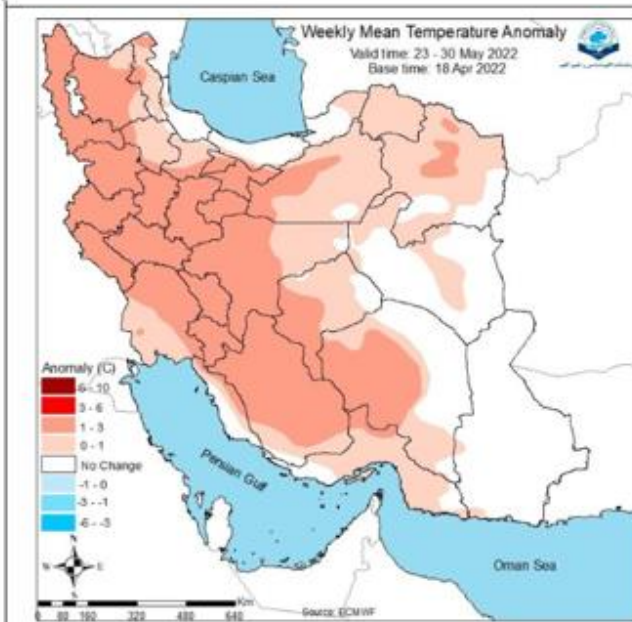 Weekly Mean Temperature Anomaly
Valid time: 23 - 30 May 2022
Base time: 18 Apr 2022
Caspian Sea
Anomaly (C)
6 - 10
3 - 6
1 - 3
0 - 1
No Change
-1 - 0
-3 - -1
-6 - -3
Persian Gulf
Oman Sea
N
W E
S
0 80 160 320 480 640
Km
Source: ECMWF